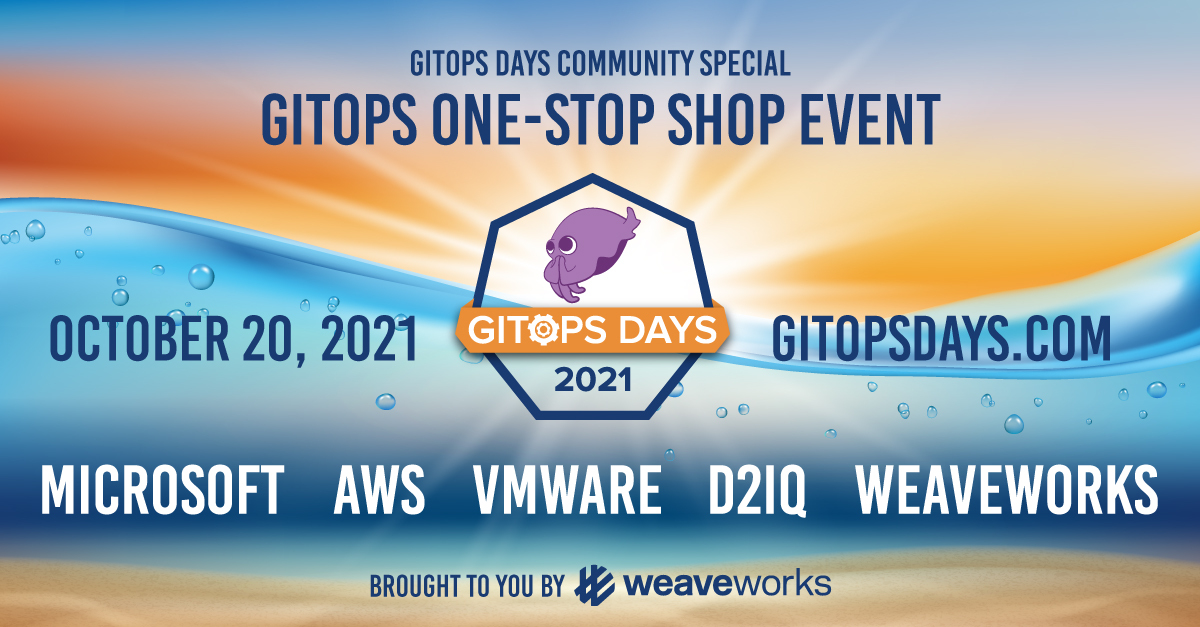 GITOPS DAYS COMMUNITY SPECIAL
GITOPS ONE-STOP SHOP EVENT
OCTOBER 20, 2021
GITOPS DAYS
2021
GITOPSDAYS.COM
MICROSOFT AWS VMWARE D2IQ WEAVEWORKS
BROUGHT TO YOU BY weaveworks